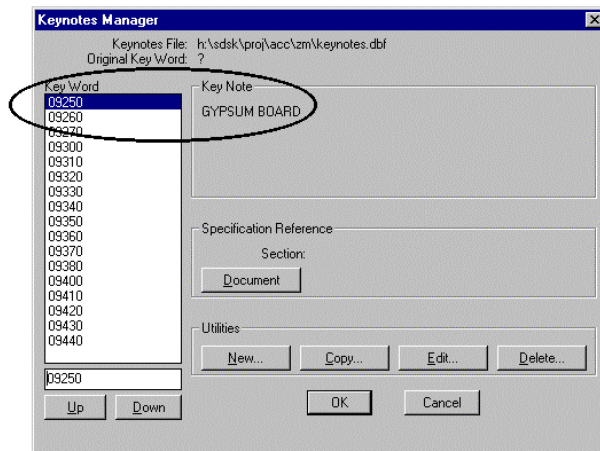 Keynotes Manager
Keynotes File: h:\sdsk\proj\acc\zm\keynotes.dbf
Original Key Word: ?
Key Word
09250
09260
09270
09300
09310
09320
09330
09340
09350
09360
09370
09380
09400
09410
09420
09430
09440
09250
Up Down
Key Note
GYPSUM BOARD
Specification Reference
Section:
Document
Utilities
New... Copy... Edit... Delete...
OK Cancel